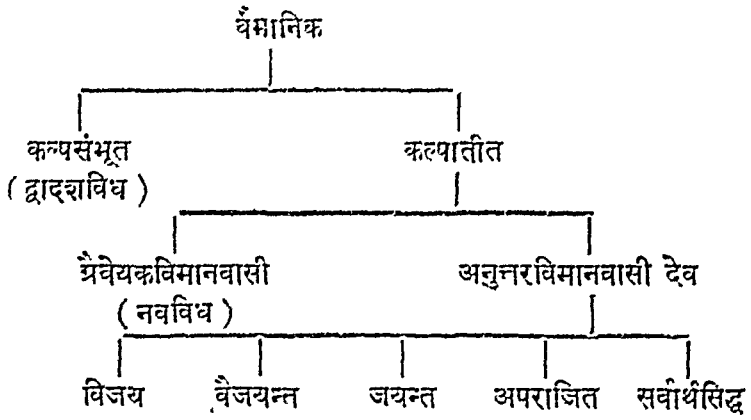 वैमानिक
कल्पसंभूत कल्पातीत
( द्वादशविध )
ग्रैवेयकविमानवासी अनुत्तरविमानवासी देव
( नवविध )
विजय वैजयन्त जयन्त अपराजित सर्वार्थसिद्ध